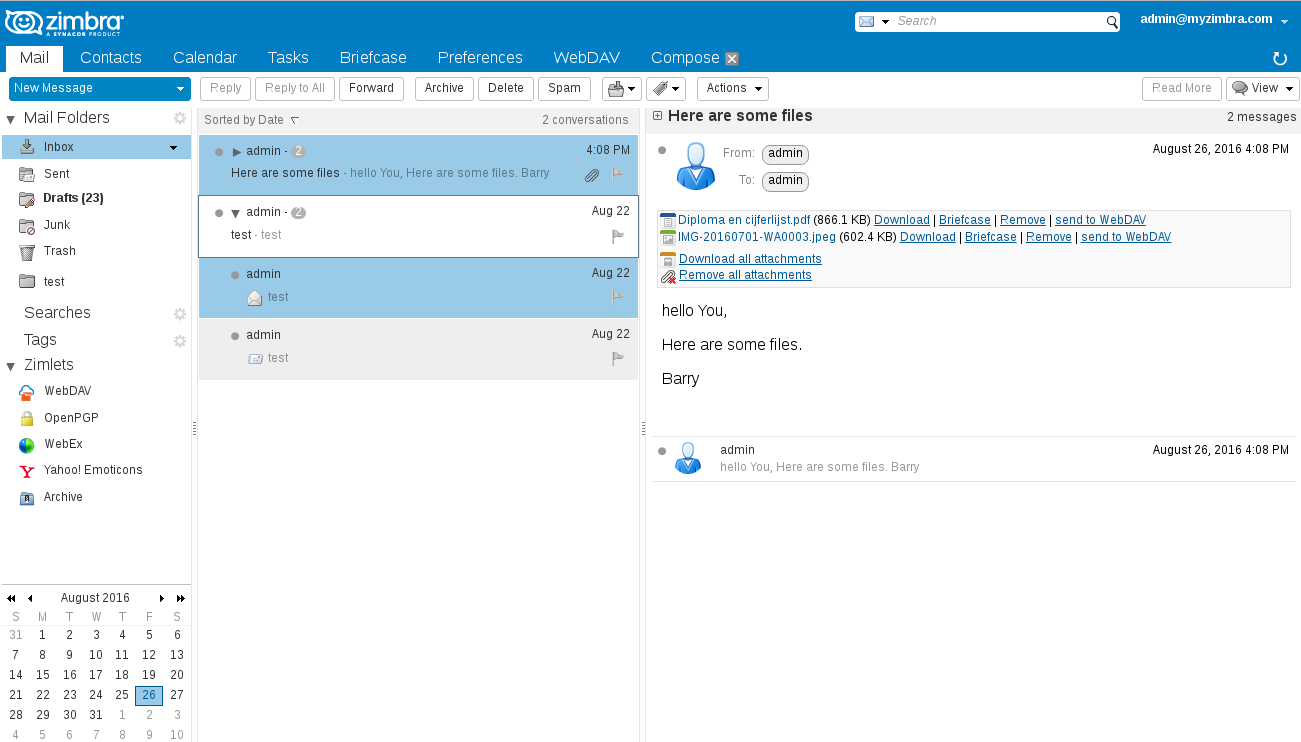 zimbra
A SYNACOR PRODUCT
Search
admin@myzimbra.com
Mail Contacts Calendar Tasks Briefcase Preferences WebDAV Compose
New Message Reply Reply to All Forward Archive Delete Spam Actions Read More View
Mail Folders
Inbox
Sent
Drafts (23)
Junk
Trash
test
Searches
Tags
Zimlets
WebDAV
OpenPGP
WebEx
Yahoo! Emoticons
Archive
August 2016
S M T W T F S
31 1 2 3 4 5 6
7 8 9 10 11 12 13
14 15 16 17 18 19 20
21 22 23 24 25 26 27
28 29 30 31 1 2 3
4 5 6 7 8 9 10
Sorted by Date 2 conversations
admin - 2 4:08 PM
Here are some files - hello You, Here are some files. Barry
admin - 2 Aug 22
test - test
admin Aug 22
test
admin Aug 22
test
Here are some files 2 messages
From: admin August 26, 2016 4:08 PM
To: admin
Diploma en cijferlijst.pdf (866.1 KB) Download | Briefcase | Remove | send to WebDAV
IMG-20160701-WA0003.jpeg (602.4 KB) Download | Briefcase | Remove | send to WebDAV
Download all attachments
Remove all attachments
hello You,
Here are some files.
Barry
admin August 26, 2016 4:08 PM
hello You, Here are some files. Barry